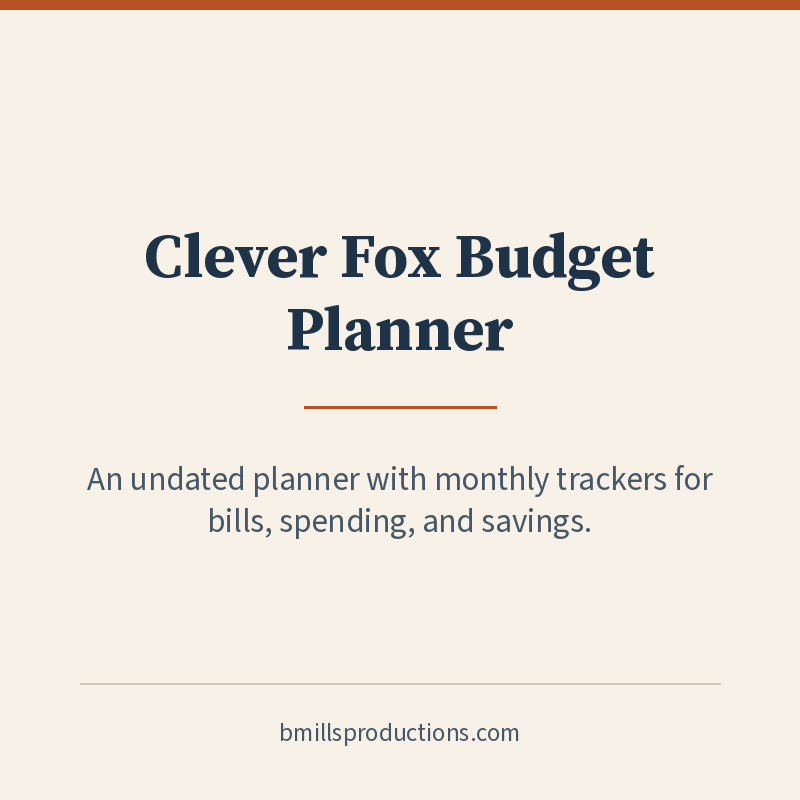 Clever Fox Budget
Planner
An undated planner with monthly trackers for
bills, spending, and savings.
bmillsproductions.com